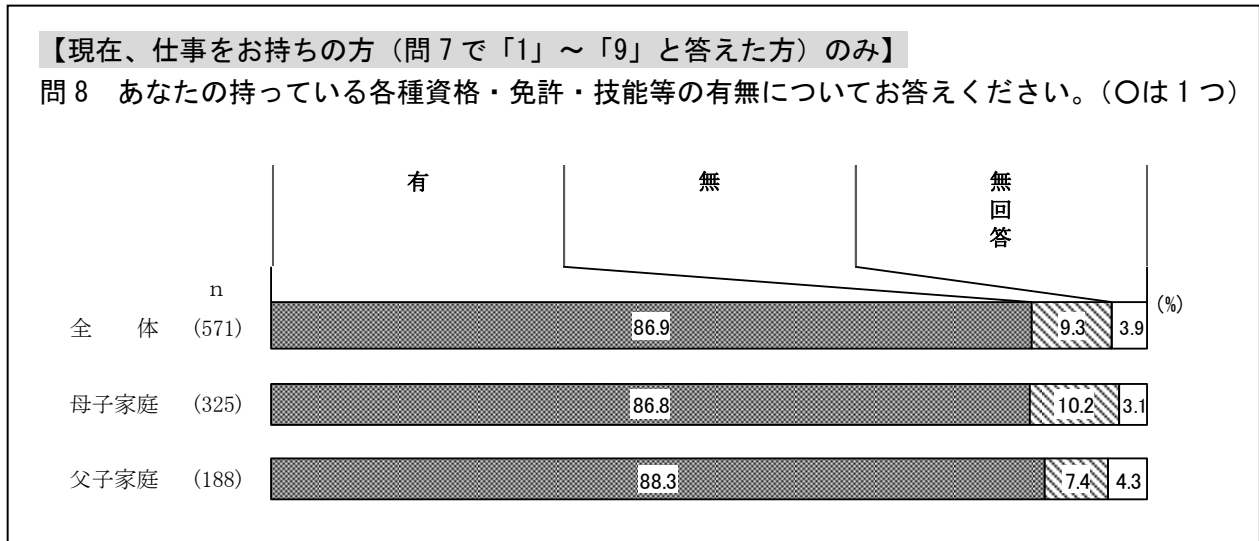 【現在、仕事をお持ちの方（問7で「1」～「9」と答えた方）のみ】
問8　あなたの持っている各種資格・免許・技能等の有無についてお答えください。（〇は1つ）
有　無　無回答
n
(%)
全　体　(571)　86.9　9.3　3.9
母子家庭　(325)　86.8　10.2　3.1
父子家庭　(188)　88.3　7.4　4.3